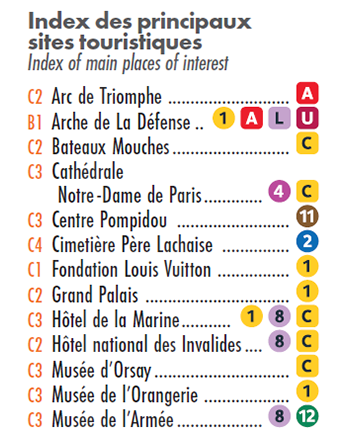 Index des principaux
sites touristiques
Index of main places of interest
C2 Arc de Triomphe ........................ A
B1 Arche de La Défense .. 1 A L U
C2 Bateaux Mouches ....................... C
C3 Cathédrale
Notre-Dame de Paris ............. 4 C
C3 Centre Pompidou ...................... 11
C4 Cimetière Père Lachaise ............. 2
C1 Fondation Louis Vuitton ............. 1
C2 Grand Palais ........................... 1
C3 Hôtel de la Marine .......... 1 8 C
C2 Hôtel national des Invalides .... 8 C
C3 Musée d'Orsay .......................... C
C3 Musée de l'Orangerie ................ 1
C3 Musée de l'Armée .................. 8 12